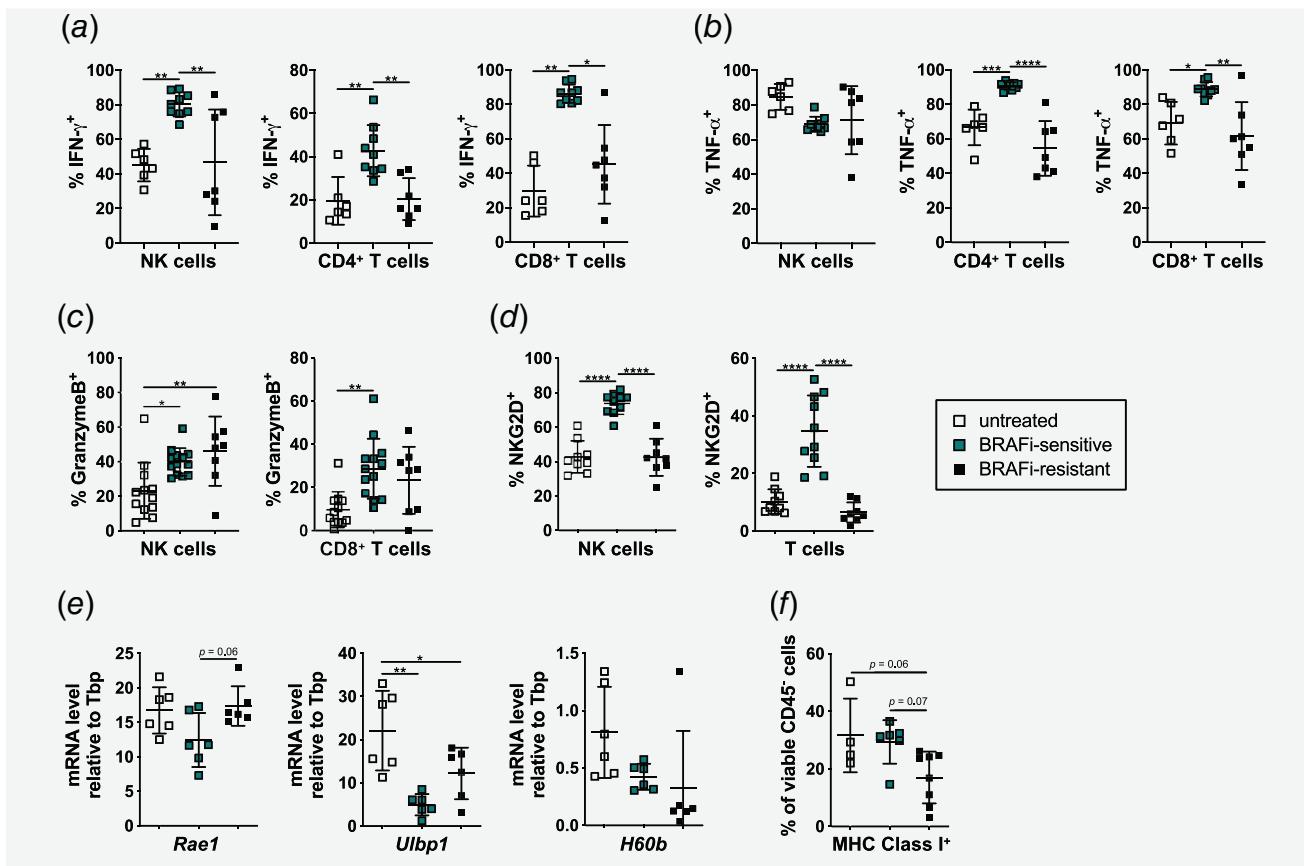 (a)
% IFN-γ+
100
80
60
40
20
0
** **
NK cells
% IFN-γ+
80
60
40
20
0
** **
CD4+ T cells
% IFN-γ+
100
80
60
40
20
0
** *
CD8+ T cells
(b)
% TNF-α+
100
80
60
40
20
0
NK cells
% TNF-α+
100
80
60
40
20
0
*** ****
CD4+ T cells
% TNF-α+
100
80
60
40
20
0
* **
CD8+ T cells
(c)
% GranzymeB+
100
80
60
40
20
0
**
*
NK cells
% GranzymeB+
80
60
40
20
0
**
CD8+ T cells
(d)
% NKG2D+
100
80
60
40
20
0
**** ****
NK cells
% NKG2D+
60
40
20
0
**** ****
T cells
untreated
BRAFi-sensitive
BRAFi-resistant
(e)
mRNA level
relative to Tbp
25
20
15
10
5
0
p = 0.06
Rae1
mRNA level
relative to Tbp
40
30
20
10
0
*
**
Ulbp1
mRNA level
relative to Tbp
1.5
1.0
0.5
0.0
H60b
(f)
% of viable CD45- cells
60
40
20
0
p = 0.06
p = 0.07
MHC Class I+